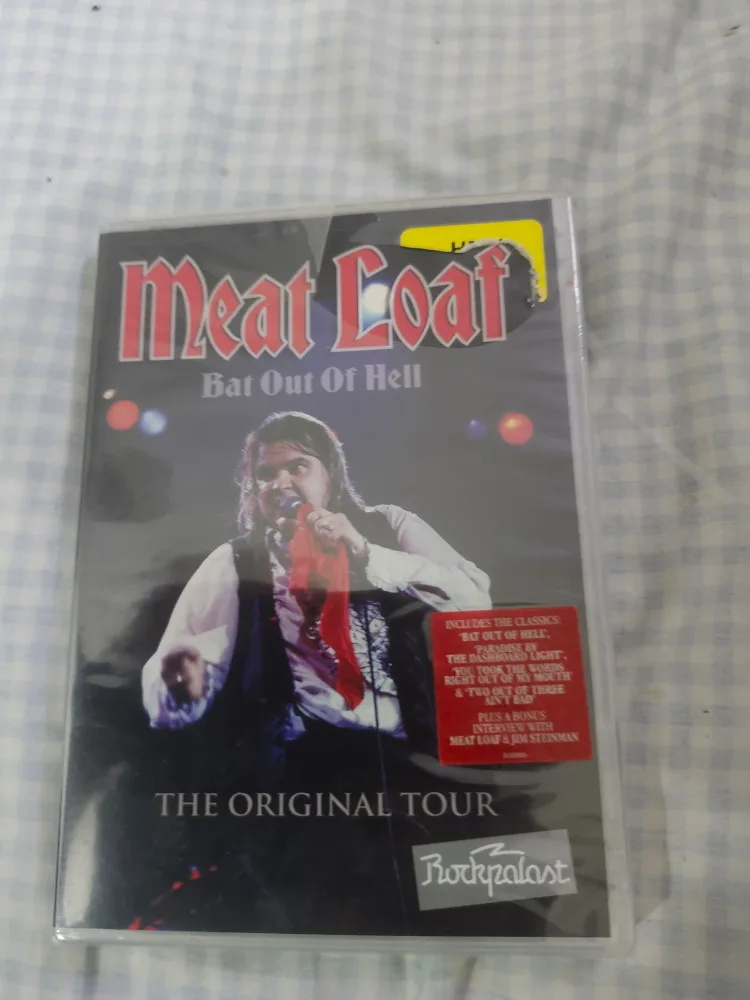 Meat Loaf
Bat Out Of Hell
INCLUDES THE CLASSICS:
'BAT OUT OF HELL',
'PARADISE BY
THE DASHBOARD LIGHT',
'YOU TOOK THE WORDS
RIGHT OUT OF MY MOUTH'
& 'TWO OUT OF THREE
AIN'T BAD'
PLUS A BONUS
INTERVIEW WITH
MEAT LOAF & JIM STEINMAN
THE ORIGINAL TOUR
Rockpalast